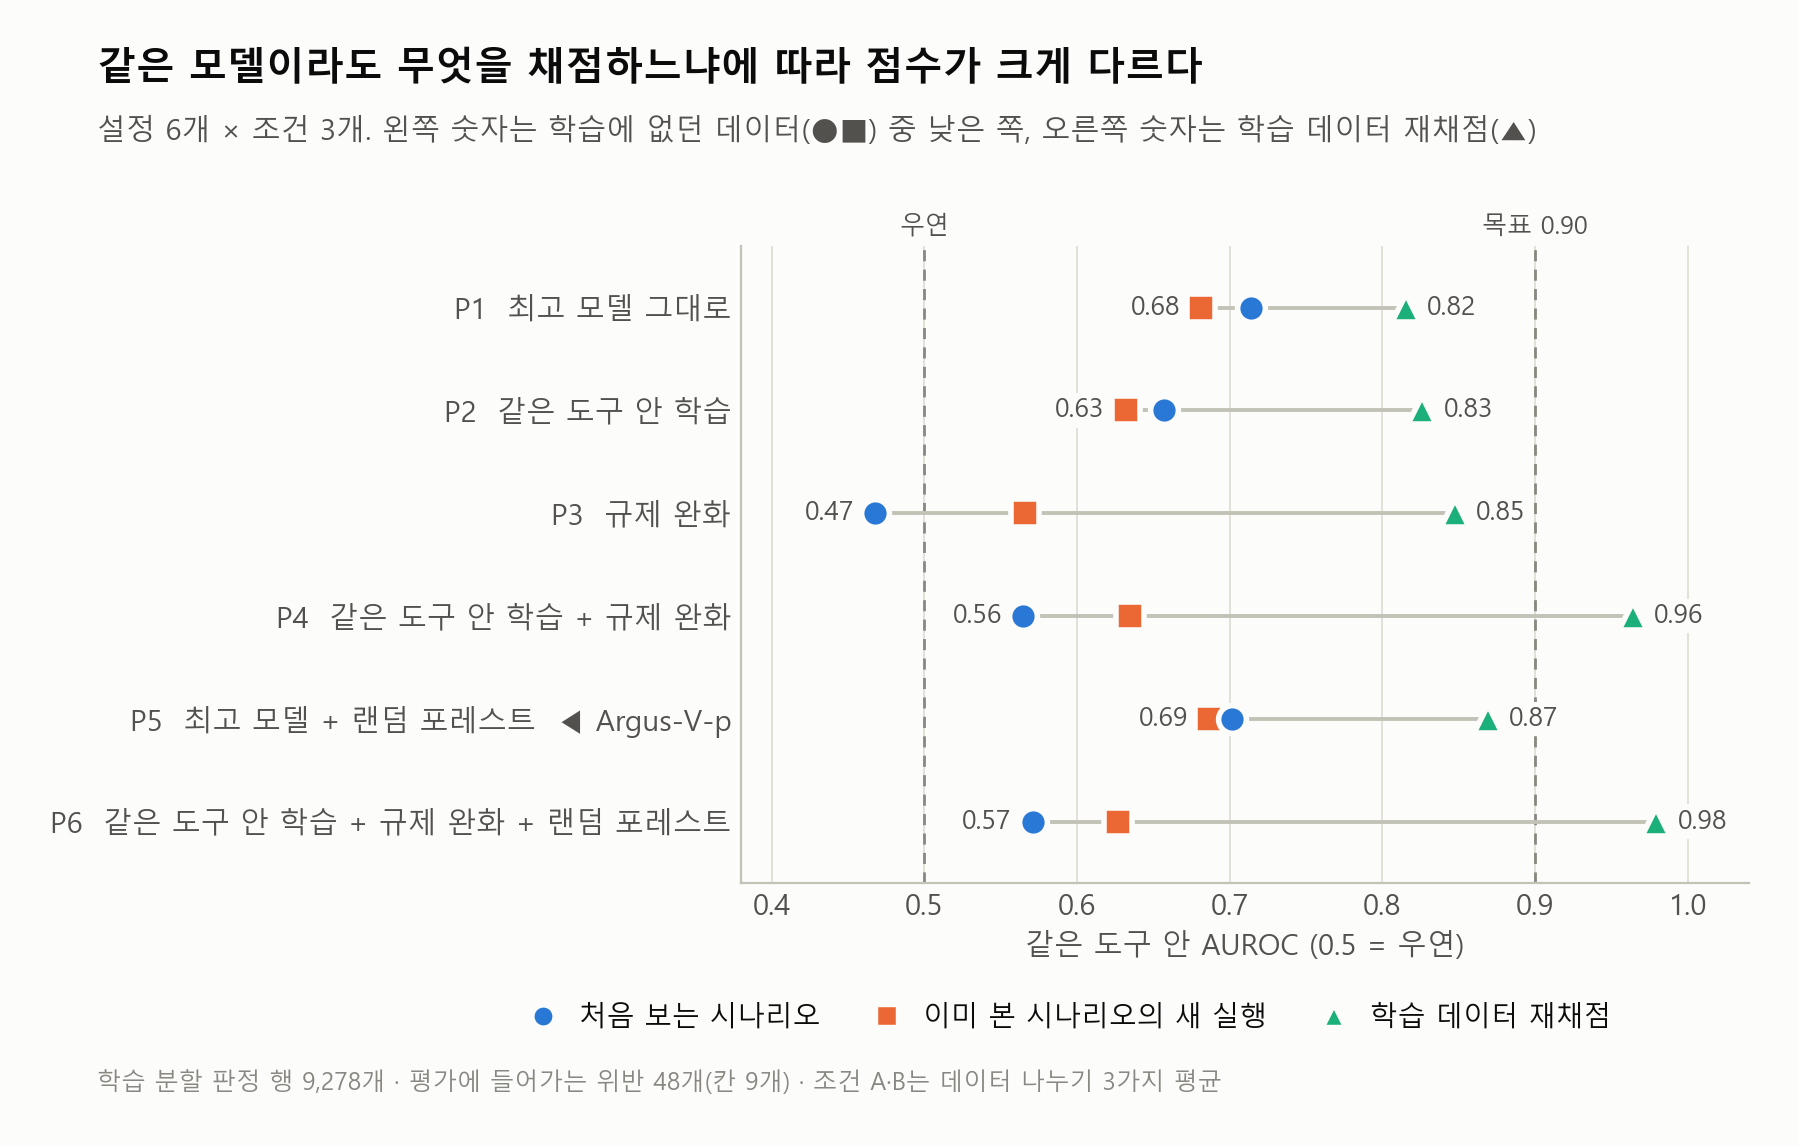 같은 모델이라도 무엇을 채점하느냐에 따라 점수가 크게 다르다
설정 6개 × 조건 3개. 왼쪽 숫자는 학습에 없던 데이터(●■) 중 낮은 쪽, 오른쪽 숫자는 학습 데이터 재채점(▲)
우연
목표 0.90
P1 최고 모델 그대로
0.68
0.82
P2 같은 도구 안 학습
0.63
0.83
P3 규제 완화
0.47
0.85
P4 같은 도구 안 학습 + 규제 완화
0.56
0.96
P5 최고 모델 + 랜덤 포레스트 ◀ Argus-V-p
0.69
0.87
P6 같은 도구 안 학습 + 규제 완화 + 랜덤 포레스트
0.57
0.98
0.4 0.5 0.6 0.7 0.8 0.9 1.0
같은 도구 안 AUROC (0.5 = 우연)
처음 보는 시나리오
이미 본 시나리오의 새 실행
학습 데이터 재채점
학습 분할 판정 행 9,278개 · 평가에 들어가는 위반 48개(칸 9개) · 조건 A·B는 데이터 나누기 3가지 평균